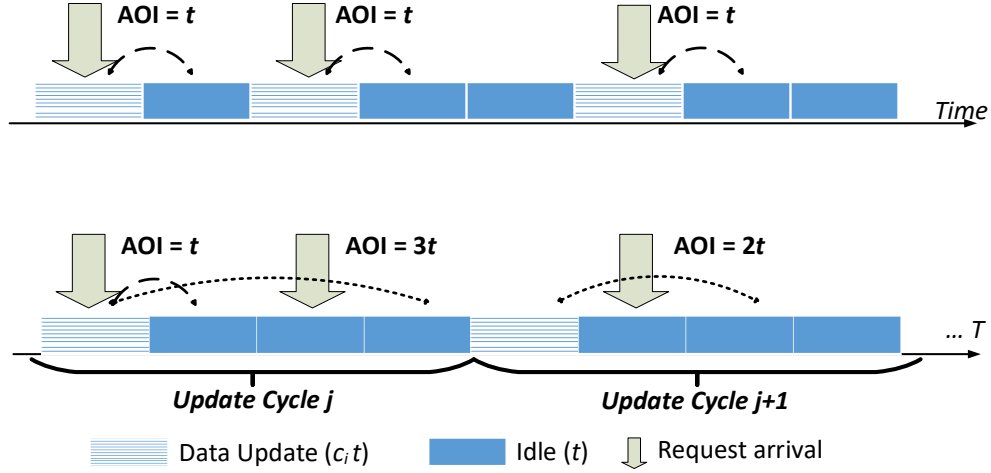 AOI = t AOI = t AOI = t
Time
AOI = t AOI = 3t AOI = 2t
... T
Update Cycle j Update Cycle j+1
Data Update (cᵢ t) Idle (t) Request arrival